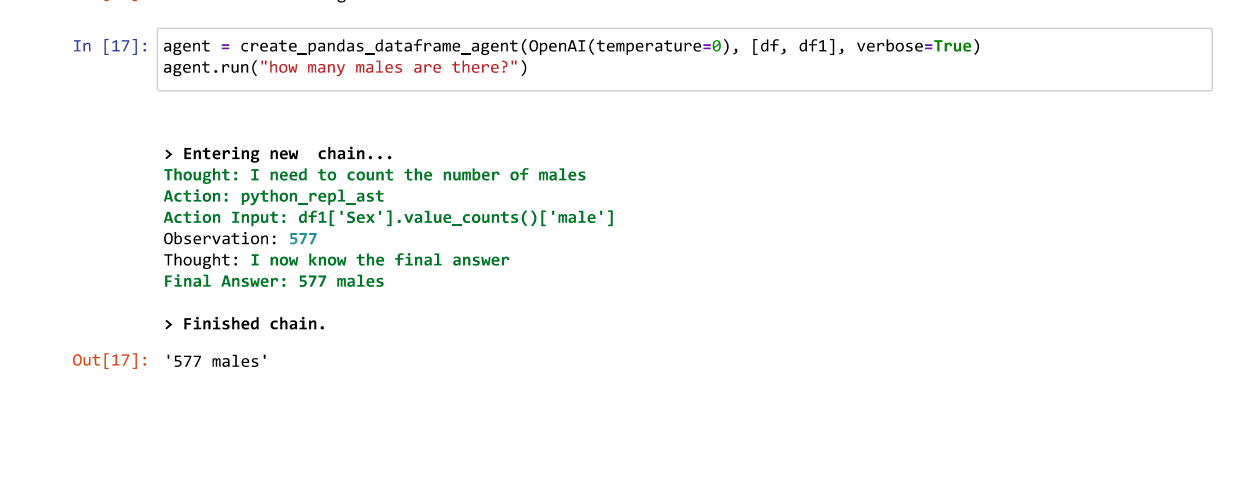 In [17]: agent = create_pandas_dataframe_agent(OpenAI(temperature=0), [df, df1], verbose=True)
agent.run("how many males are there?")
> Entering new  chain...
Thought: I need to count the number of males
Action: python_repl_ast
Action Input: df1['Sex'].value_counts()['male']
Observation: 577
Thought: I now know the final answer
Final Answer: 577 males
> Finished chain.
Out[17]: '577 males'